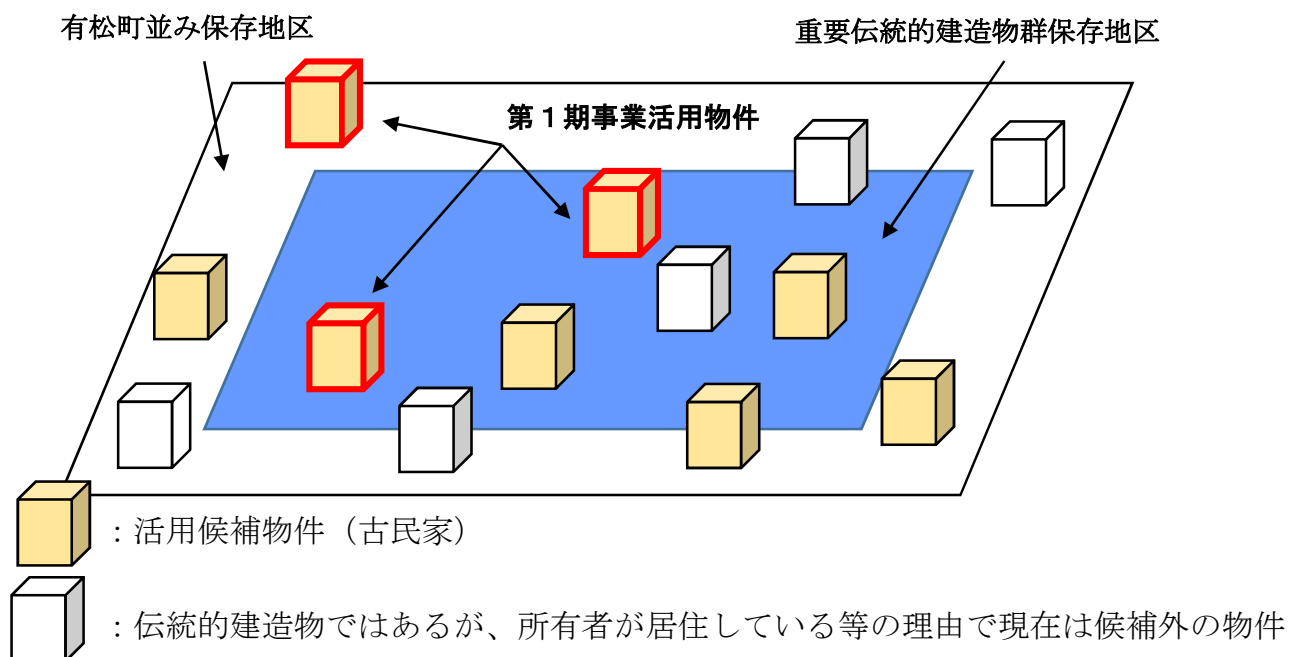 有松町並み保存地区
重要伝統的建造物群保存地区
第1期事業活用物件
：活用候補物件（古民家）
：伝統的建造物ではあるが、所有者が居住している等の理由で現在は候補外の物件